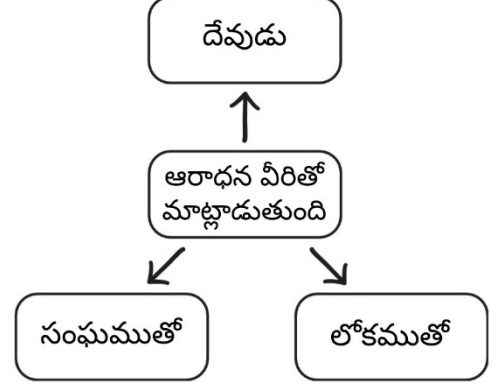 దేవుడు
ఆరాధన వీరితో
మాట్లాడుతుంది
సంఘముతో
లోకముతో